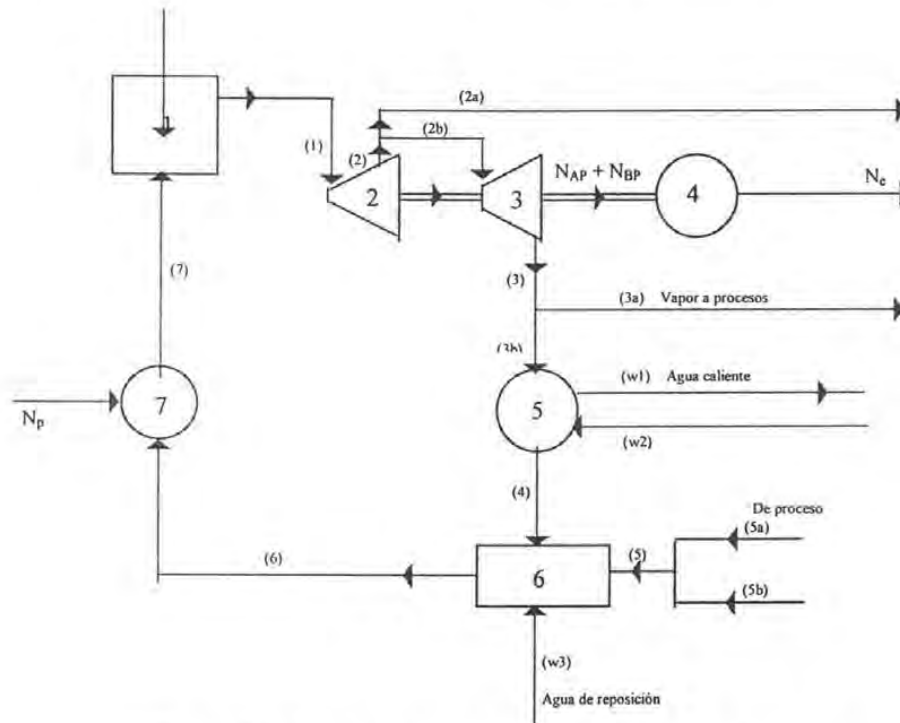 1
(1)
(2)
(2a)
(2b)
2
3
N_AP + N_BP
4
N_e
(3)
(3a) Vapor a procesos
(3b)
(7)
7
N_p
5
(w1) Agua caliente
(w2)
(4)
De proceso
(5a)
(5)
(5b)
6
(6)
(w3)
Agua de reposición